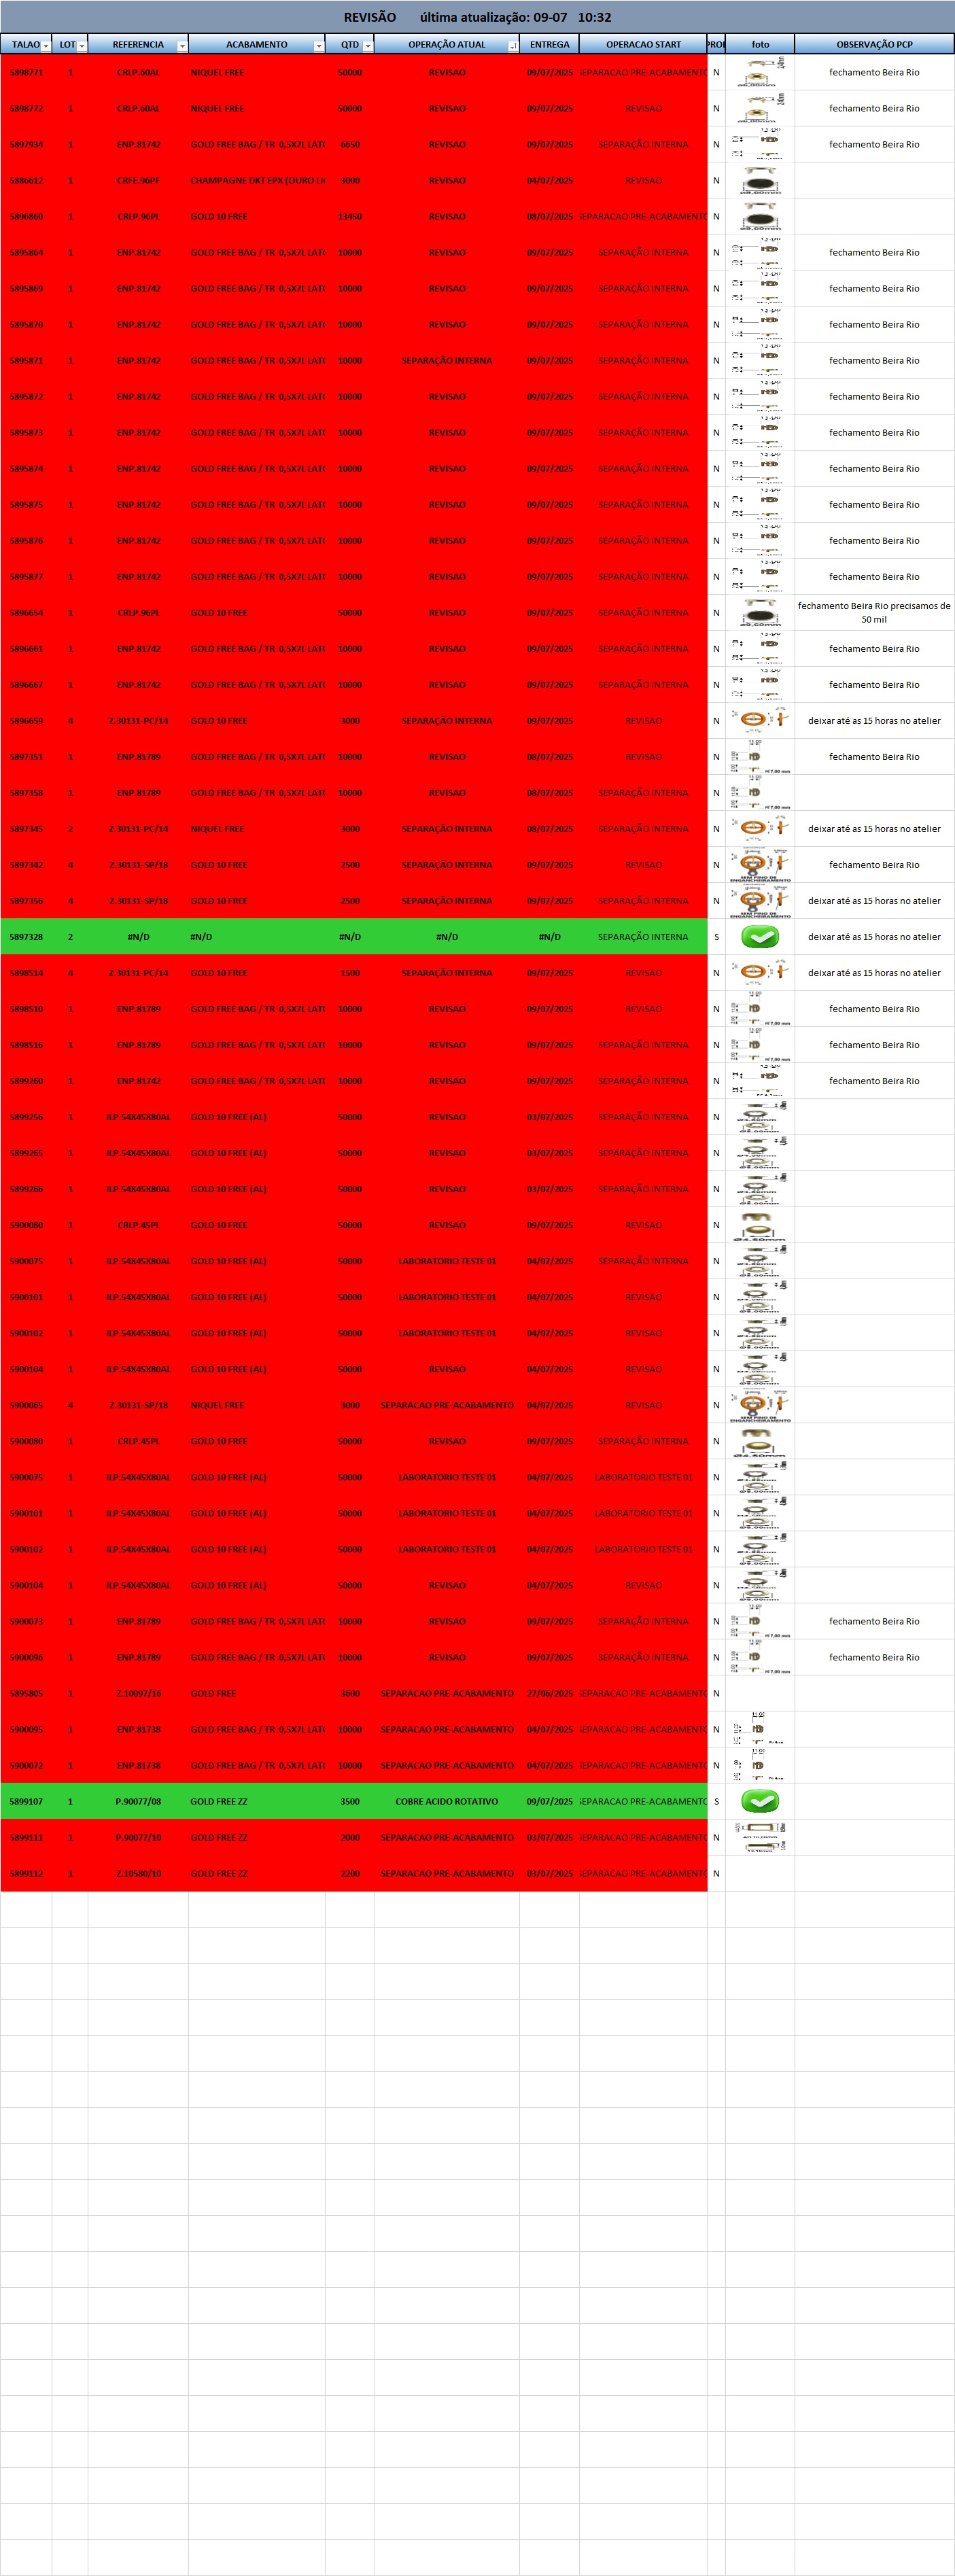 REVISÃO última atualização: 09-07 10:32
TALAO LOT REFERENCIA ACABAMENTO QTD OPERAÇÃO ATUAL ENTREGA OPERACAO START foto OBSERVAÇÃO PCP
5898771 1 CRLP.60AL NIQUEL FREE 50000 REVISAO 09/07/2025 SEPARACAO PRE-ACABAMENTO N fechamento Beira Rio
5898772 1 CRLP.60AL NIQUEL FREE 50000 REVISAO 09/07/2025 REVISAO N fechamento Beira Rio
5897934 1 ENP.81742 GOLD FREE BAG / TR 0,5X7L LAT 6650 REVISAO 09/07/2025 SEPARAÇÃO INTERNA N fechamento Beira Rio
5886612 1 CRFE.96PF CHAMPAGNE DKT EPX (OURO LI 3000 REVISAO 04/07/2025 REVISAO N
5896860 1 CRLP.96PL GOLD 10 FREE 13450 REVISAO 08/07/2025 SEPARACAO PRE-ACABAMENTO N
5895864 1 ENP.81742 GOLD FREE BAG / TR 0,5X7L LAT 10000 REVISAO 09/07/2025 SEPARAÇÃO INTERNA N fechamento Beira Rio
5895869 1 ENP.81742 GOLD FREE BAG / TR 0,5X7L LAT 10000 REVISAO 09/07/2025 SEPARAÇÃO INTERNA N fechamento Beira Rio
5895870 1 ENP.81742 GOLD FREE BAG / TR 0,5X7L LAT 10000 REVISAO 09/07/2025 SEPARAÇÃO INTERNA N fechamento Beira Rio
5895871 1 ENP.81742 GOLD FREE BAG / TR 0,5X7L LAT 10000 SEPARAÇÃO INTERNA 09/07/2025 SEPARAÇÃO INTERNA N fechamento Beira Rio
5895872 1 ENP.81742 GOLD FREE BAG / TR 0,5X7L LAT 10000 REVISAO 09/07/2025 SEPARAÇÃO INTERNA N fechamento Beira Rio
5895873 1 ENP.81742 GOLD FREE BAG / TR 0,5X7L LAT 10000 REVISAO 09/07/2025 SEPARAÇÃO INTERNA N fechamento Beira Rio
5895874 1 ENP.81742 GOLD FREE BAG / TR 0,5X7L LAT 10000 REVISAO 09/07/2025 SEPARAÇÃO INTERNA N fechamento Beira Rio
5895875 1 ENP.81742 GOLD FREE BAG / TR 0,5X7L LAT 10000 REVISAO 09/07/2025 SEPARAÇÃO INTERNA N fechamento Beira Rio
5895876 1 ENP.81742 GOLD FREE BAG / TR 0,5X7L LAT 10000 REVISAO 09/07/2025 SEPARAÇÃO INTERNA N fechamento Beira Rio
5895877 1 ENP.81742 GOLD FREE BAG / TR 0,5X7L LAT 10000 REVISAO 09/07/2025 SEPARAÇÃO INTERNA N fechamento Beira Rio
5896654 1 CRLP.96PL GOLD 10 FREE 50000 REVISAO 09/07/2025 SEPARAÇÃO INTERNA N fechamento Beira Rio precisamos de
50 mil
5896661 1 ENP.81742 GOLD FREE BAG / TR 0,5X7L LAT 10000 REVISAO 09/07/2025 SEPARAÇÃO INTERNA N fechamento Beira Rio
5896667 1 ENP.81742 GOLD FREE BAG / TR 0,5X7L LAT 10000 REVISAO 09/07/2025 SEPARAÇÃO INTERNA N fechamento Beira Rio
5896659 4 Z.30131-PC/14 GOLD 10 FREE 3000 SEPARAÇÃO INTERNA 09/07/2025 REVISAO N deixar até as 15 horas no atelier
5897351 1 ENP.81789 GOLD FREE BAG / TR 0,5X7L LAT 10000 REVISAO 08/07/2025 REVISAO N fechamento Beira Rio
5897358 1 ENP.81789 GOLD FREE BAG / TR 0,5X7L LAT 10000 REVISAO 08/07/2025 SEPARAÇÃO INTERNA N
5897345 2 Z.30131-PC/14 NIQUEL FREE 3000 SEPARAÇÃO INTERNA 08/07/2025 REVISAO N deixar até as 15 horas no atelier
5897342 4 Z.30131-SP/18 GOLD 10 FREE 2500 SEPARAÇÃO INTERNA 09/07/2025 REVISAO N SEM PINO DE ENGANCHEIRAMENTO fechamento Beira Rio
5897356 4 Z.30131-SP/18 GOLD 10 FREE 2500 SEPARAÇÃO INTERNA 09/07/2025 REVISAO N SEM PINO DE ENGANCHEIRAMENTO deixar até as 15 horas no atelier
5897328 2 #N/D #N/D #N/D #N/D #N/D SEPARAÇÃO INTERNA S deixar até as 15 horas no atelier
5898514 4 Z.30131-PC/14 GOLD 10 FREE 1500 SEPARAÇÃO INTERNA 09/07/2025 REVISAO N deixar até as 15 horas no atelier
5898510 1 ENP.81789 GOLD FREE BAG / TR 0,5X7L LAT 10000 REVISAO 09/07/2025 SEPARAÇÃO INTERNA N fechamento Beira Rio
5898516 1 ENP.81789 GOLD FREE BAG / TR 0,5X7L LAT 10000 REVISAO 09/07/2025 SEPARAÇÃO INTERNA N fechamento Beira Rio
5899260 1 ENP.81742 GOLD FREE BAG / TR 0,5X7L LAT 10000 REVISAO 09/07/2025 SEPARAÇÃO INTERNA N fechamento Beira Rio
5899256 1 ILP.54X45X80AL GOLD 10 FREE (AL) 50000 REVISAO 03/07/2025 SEPARAÇÃO INTERNA N
5899265 1 ILP.54X45X80AL GOLD 10 FREE (AL) 50000 REVISAO 03/07/2025 SEPARAÇÃO INTERNA N
5899266 1 ILP.54X45X80AL GOLD 10 FREE (AL) 50000 REVISAO 03/07/2025 SEPARAÇÃO INTERNA N
5900080 1 CRLP.45PL GOLD 10 FREE 50000 REVISAO 09/07/2025 REVISAO N
5900075 1 ILP.54X45X80AL GOLD 10 FREE (AL) 50000 LABORATORIO TESTE 01 04/07/2025 SEPARAÇÃO INTERNA N
5900101 1 ILP.54X45X80AL GOLD 10 FREE (AL) 50000 LABORATORIO TESTE 01 04/07/2025 REVISAO N
5900102 1 ILP.54X45X80AL GOLD 10 FREE (AL) 50000 LABORATORIO TESTE 01 04/07/2025 REVISAO N
5900104 1 ILP.54X45X80AL GOLD 10 FREE (AL) 50000 REVISAO 04/07/2025 REVISAO N
5900065 4 Z.30131-SP/18 NIQUEL FREE 3000 SEPARACAO PRE-ACABAMENTO 04/07/2025 REVISAO N SEM PINO DE ENGANCHEIRAMENTO
5900080 1 CRLP.45PL GOLD 10 FREE 50000 REVISAO 09/07/2025 SEPARAÇÃO INTERNA N
5900075 1 ILP.54X45X80AL GOLD 10 FREE (AL) 50000 LABORATORIO TESTE 01 04/07/2025 LABORATORIO TESTE 01 N
5900101 1 ILP.54X45X80AL GOLD 10 FREE (AL) 50000 LABORATORIO TESTE 01 04/07/2025 LABORATORIO TESTE 01 N
5900102 1 ILP.54X45X80AL GOLD 10 FREE (AL) 50000 LABORATORIO TESTE 01 04/07/2025 LABORATORIO TESTE 01 N
5900104 1 ILP.54X45X80AL GOLD 10 FREE (AL) 50000 REVISAO 04/07/2025 REVISAO N
5900073 1 ENP.81789 GOLD FREE BAG / TR 0,5X7L LAT 10000 REVISAO 09/07/2025 SEPARAÇÃO INTERNA N fechamento Beira Rio
5900096 1 ENP.81789 GOLD FREE BAG / TR 0,5X7L LAT 10000 REVISAO 09/07/2025 SEPARAÇÃO INTERNA N fechamento Beira Rio
5895805 1 Z.10097/16 GOLD FREE 3600 SEPARACAO PRE-ACABAMENTO 27/06/2025 SEPARACAO PRE-ACABAMENTO N
5900095 1 ENP.81738 GOLD FREE BAG / TR 0,5X7L LAT 10000 SEPARACAO PRE-ACABAMENTO 04/07/2025 SEPARACAO PRE-ACABAMENTO N
5900072 1 ENP.81738 GOLD FREE BAG / TR 0,5X7L LAT 10000 SEPARACAO PRE-ACABAMENTO 04/07/2025 SEPARACAO PRE-ACABAMENTO N
5899107 1 P.90077/08 GOLD FREE ZZ 3500 COBRE ACIDO ROTATIVO 09/07/2025 SEPARACAO PRE-ACABAMENTO S
5899111 1 P.90077/10 GOLD FREE ZZ 2000 SEPARACAO PRE-ACABAMENTO 03/07/2025 SEPARACAO PRE-ACABAMENTO N
5899112 1 Z.10580/10 GOLD FREE ZZ 2200 SEPARACAO PRE-ACABAMENTO 03/07/2025 SEPARACAO PRE-ACABAMENTO N